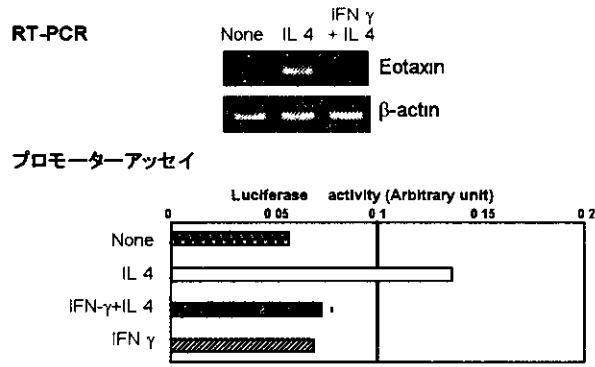 RT-PCR
None IL 4 IFN γ + IL 4
Eotaxin
β-actin
プロモーターアッセイ
Luciferase activity (Arbitrary unit)
0 0 05 0 1 0 15 0 2
None
IL 4
IFN-γ+IL 4
IFN γ